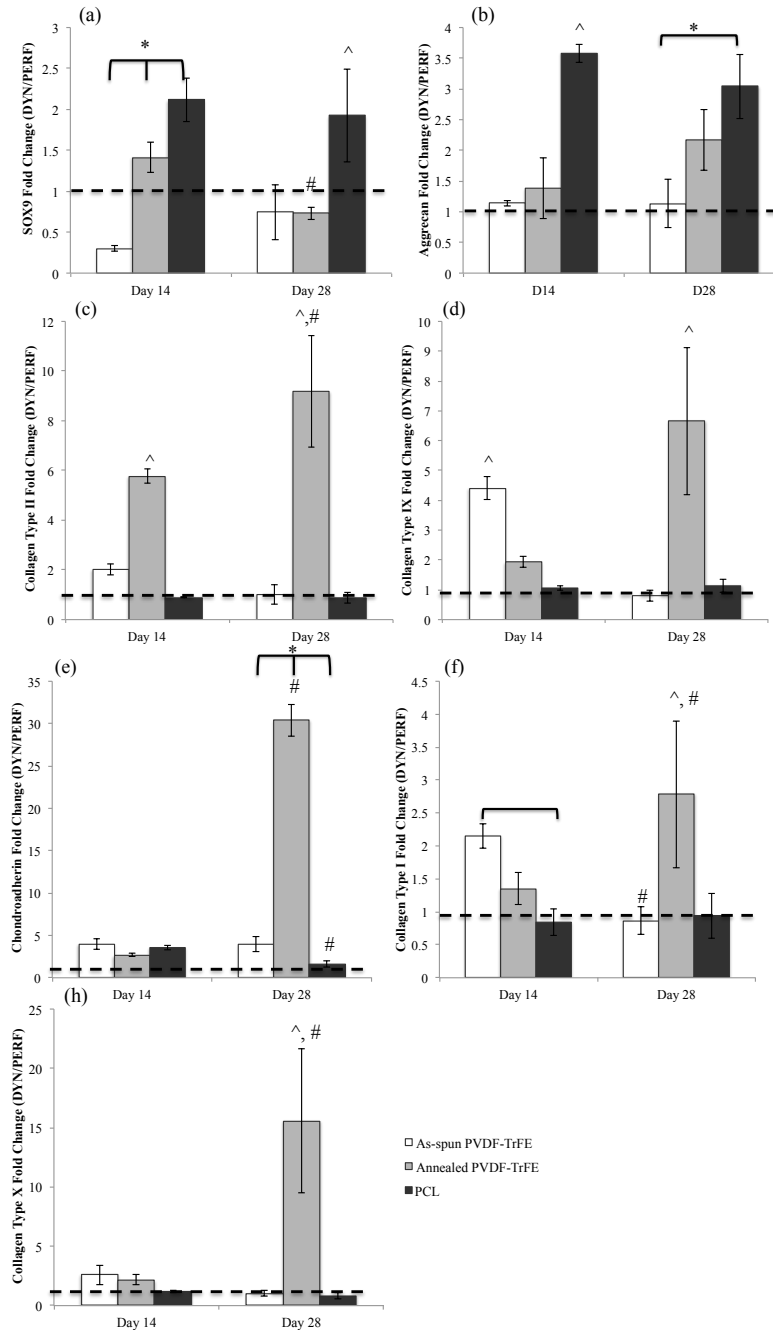 (a)
SOX9 Fold Change (DYN/PERF)
3
2.5
2
1.5
1
0.5
0
*
#
^
Day 14
Day 28
(b)
Aggrecan Fold Change (DYN/PERF)
4
3.5
3
2.5
2
1.5
1
0.5
0
^
*
D14
D28
(c)
Collagen Type II Fold Change (DYN/PERF)
12
10
8
6
4
2
0
^
^,#
Day 14
Day 28
(d)
Collagen Type IX Fold Change (DYN/PERF)
10
9
8
7
6
5
4
3
2
1
0
^
^
Day 14
Day 28
(e)
Chondroadherin Fold Change (DYN/PERF)
35
30
25
20
15
10
5
0
*
#
#
Day 14
Day 28
(f)
Collagen Type I Fold Change (DYN/PERF)
4.5
4
3.5
3
2.5
2
1.5
1
0.5
0
^, #
#
Day 14
Day 28
(h)
Collagen Type X Fold Change (DYN/PERF)
25
20
15
10
5
0
^, #
Day 14
Day 28
As-spun PVDF-TrFE
Annealed PVDF-TrFE
PCL